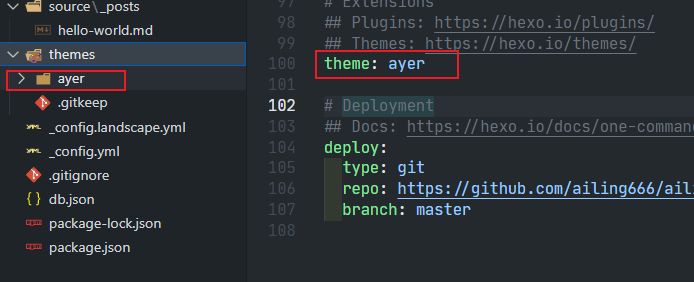 source\_posts
hello-world.md
themes
ayer
.gitkeep
_config.landscape.yml
_config.yml
.gitignore
db.json
package-lock.json
package.json
97 # Extensions
98 ## Plugins: https://hexo.io/plugins/
99 ## Themes: https://hexo.io/themes/
100 theme: ayer
101
102 # Deployment
103 ## Docs: https://hexo.io/docs/one-command
104 deploy:
105 type: git
106 repo: https://github.com/ailing666/aili
107 branch: master
108